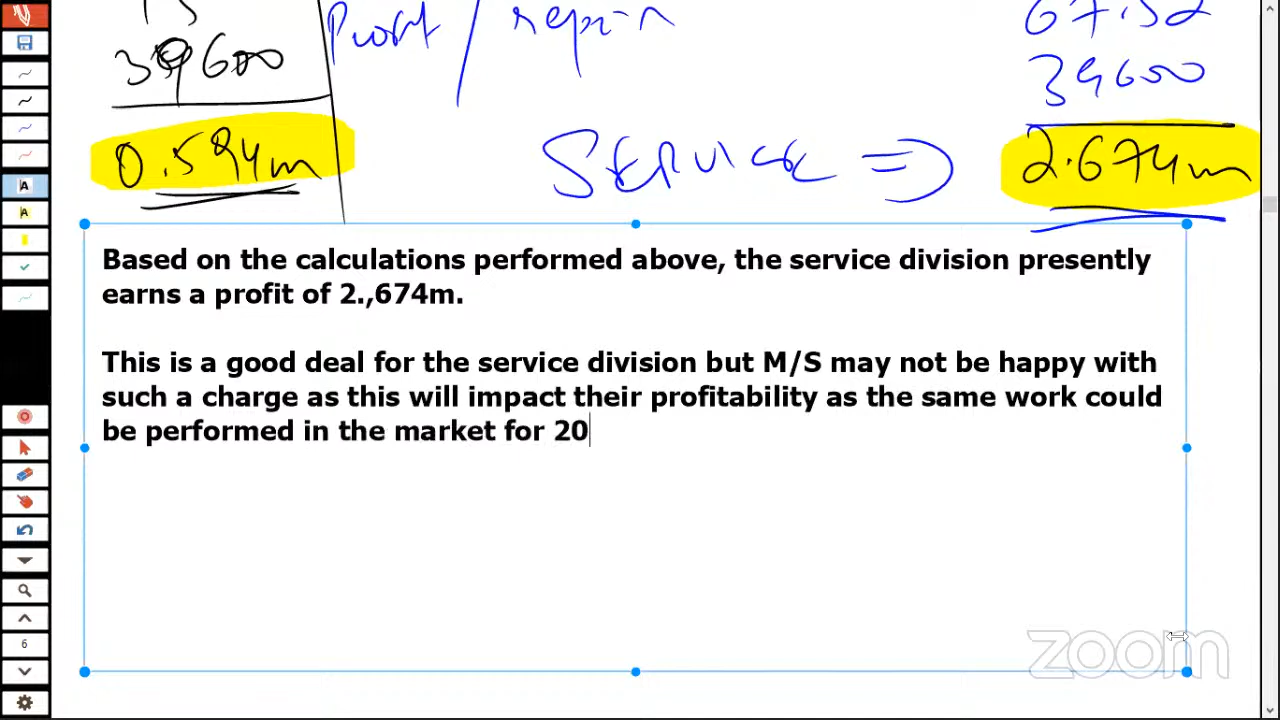 67.52
39600
Profit / repair
39600
0.594m
SERVICE => 2.674m
Based on the calculations performed above, the service division presently
earns a profit of 2.,674m.
This is a good deal for the service division but M/S may not be happy with
such a charge as this will impact their profitability as the same work could
be performed in the market for 20
6
zoom